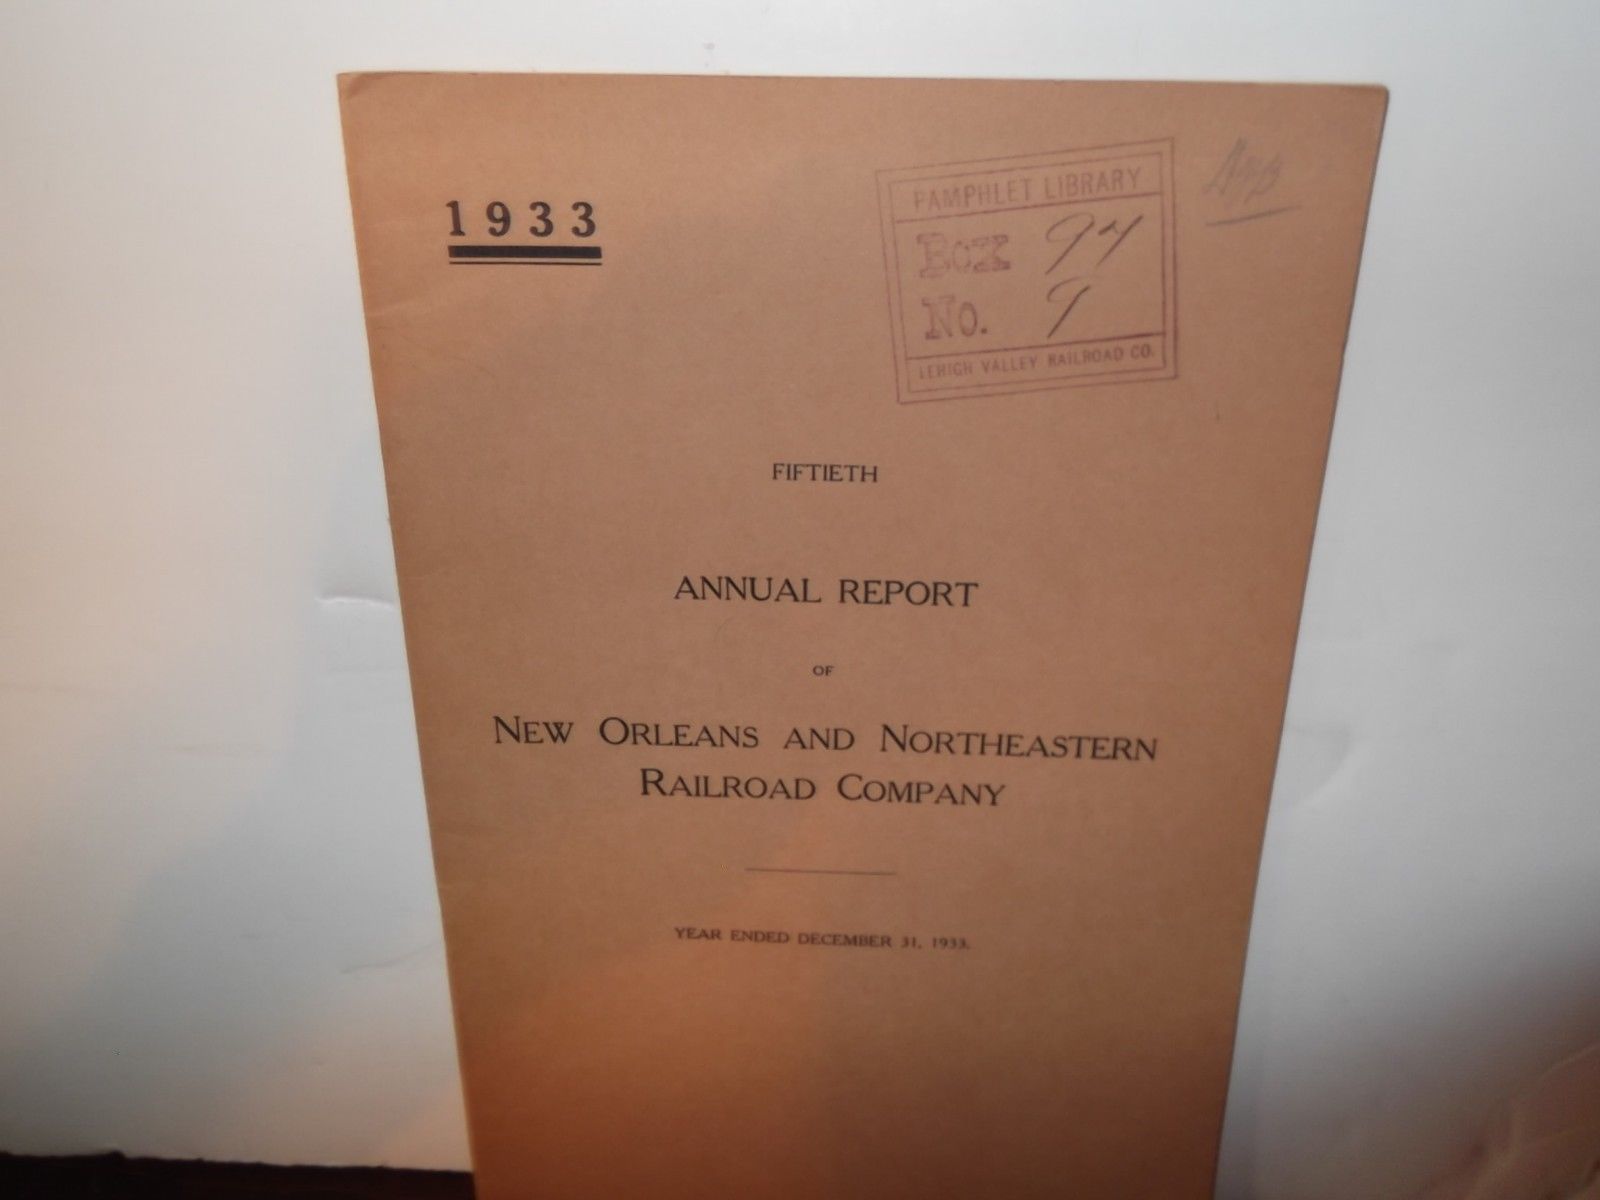 1933
PAMPHLET LIBRARY
BOX 97
No. 9
LEHIGH VALLEY RAILROAD CO.
FIFTIETH
ANNUAL REPORT
OF
NEW ORLEANS AND NORTHEASTERN
RAILROAD COMPANY
YEAR ENDED DECEMBER 31, 1933.